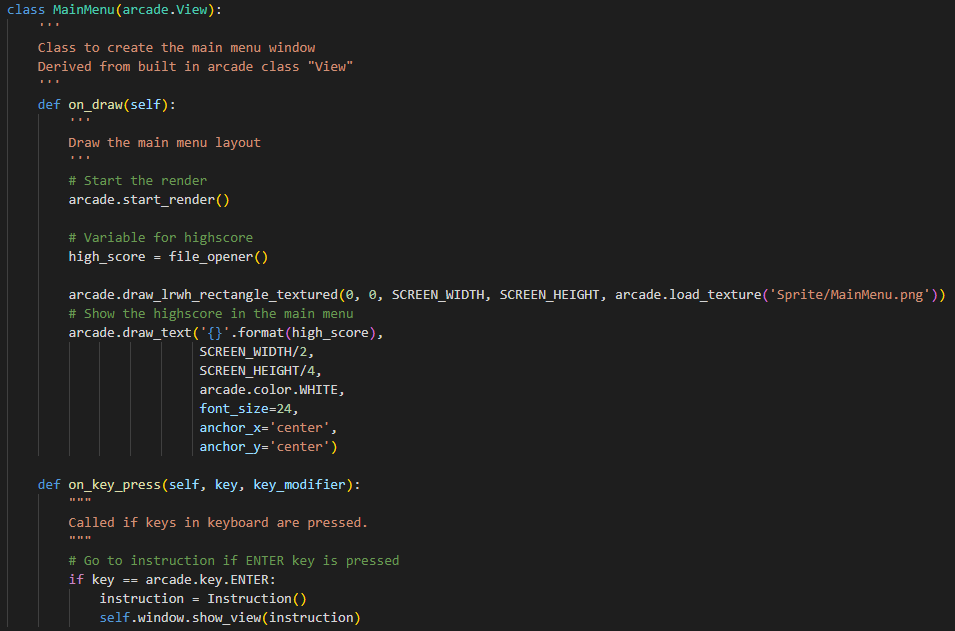 class MainMenu(arcade.View):
    '''
    Class to create the main menu window
    Derived from built in arcade class "View"
    '''
    def on_draw(self):
        '''
        Draw the main menu layout
        '''
        # Start the render
        arcade.start_render()

        # Variable for highscore
        high_score = file_opener()

        arcade.draw_lrwh_rectangle_textured(0, 0, SCREEN_WIDTH, SCREEN_HEIGHT, arcade.load_texture('Sprite/MainMenu.png'))
        # Show the highscore in the main menu
        arcade.draw_text('{}'.format(high_score),
                         SCREEN_WIDTH/2,
                         SCREEN_HEIGHT/4,
                         arcade.color.WHITE,
                         font_size=24,
                         anchor_x='center',
                         anchor_y='center')

    def on_key_press(self, key, key_modifier):
        """
        Called if keys in keyboard are pressed.
        """
        # Go to instruction if ENTER key is pressed
        if key == arcade.key.ENTER:
            instruction = Instruction()
            self.window.show_view(instruction)